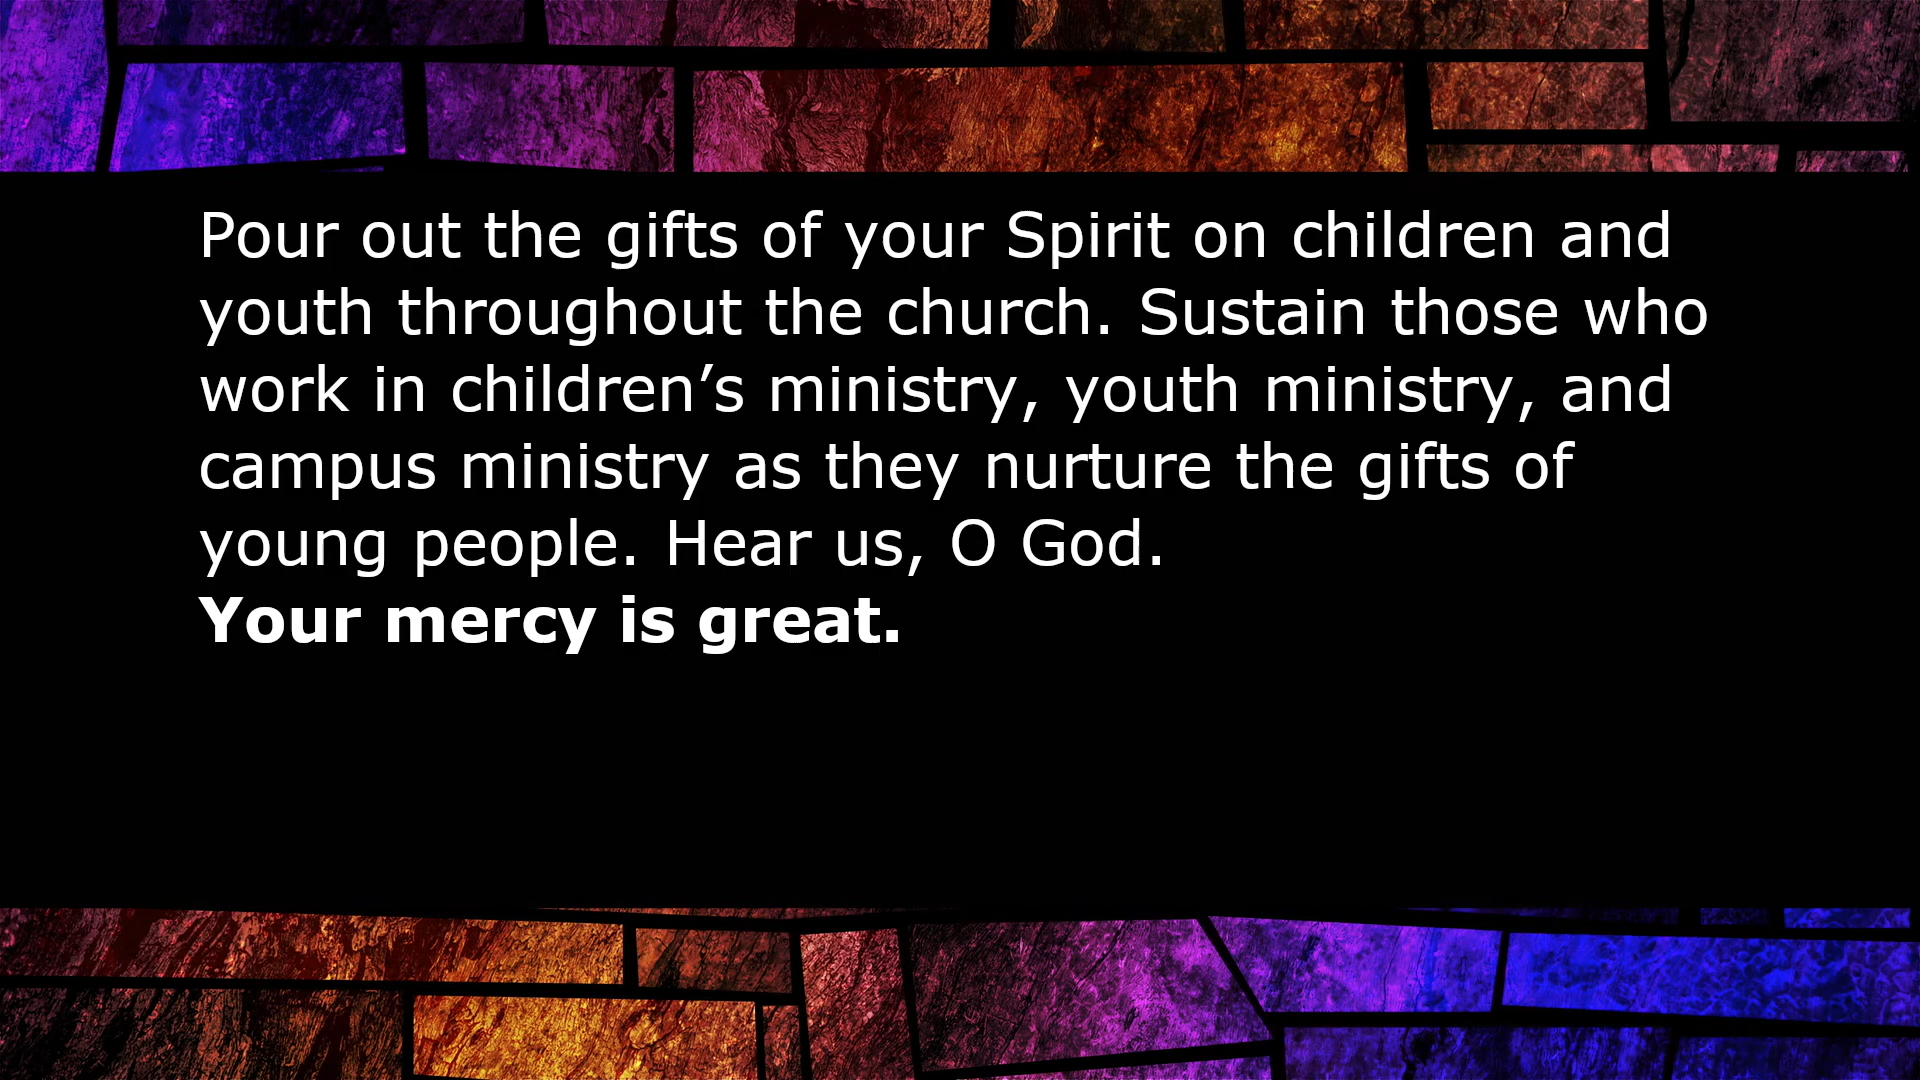 Pour out the gifts of your Spirit on children and
youth throughout the church. Sustain those who
work in children’s ministry, youth ministry, and
campus ministry as they nurture the gifts of
young people. Hear us, O God.
Your mercy is great.